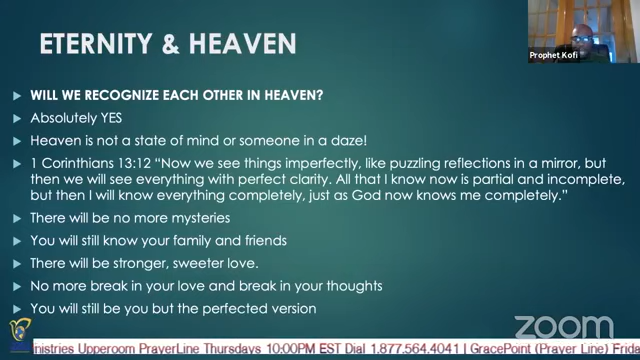 ETERNITY & HEAVEN
Prophet Kofi
WILL WE RECOGNIZE EACH OTHER IN HEAVEN?
Absolutely YES
Heaven is not a state of mind or someone in a daze!
1 Corinthians 13:12 “Now we see things imperfectly, like puzzling reflections in a mirror, but
then we will see everything with perfect clarity. All that I know now is partial and incomplete,
but then I will know everything completely, just as God now knows me completely.”
There will be no more mysteries
You will still know your family and friends
There will be stronger, sweeter love.
No more break in your love and break in your thoughts
You will still be you but the perfected version
zoom
inistries Upperoom PrayerLine Thursdays 10:00PM EST Dial 1.877.564.4041 | GracePoint (Prayer Line) Frida